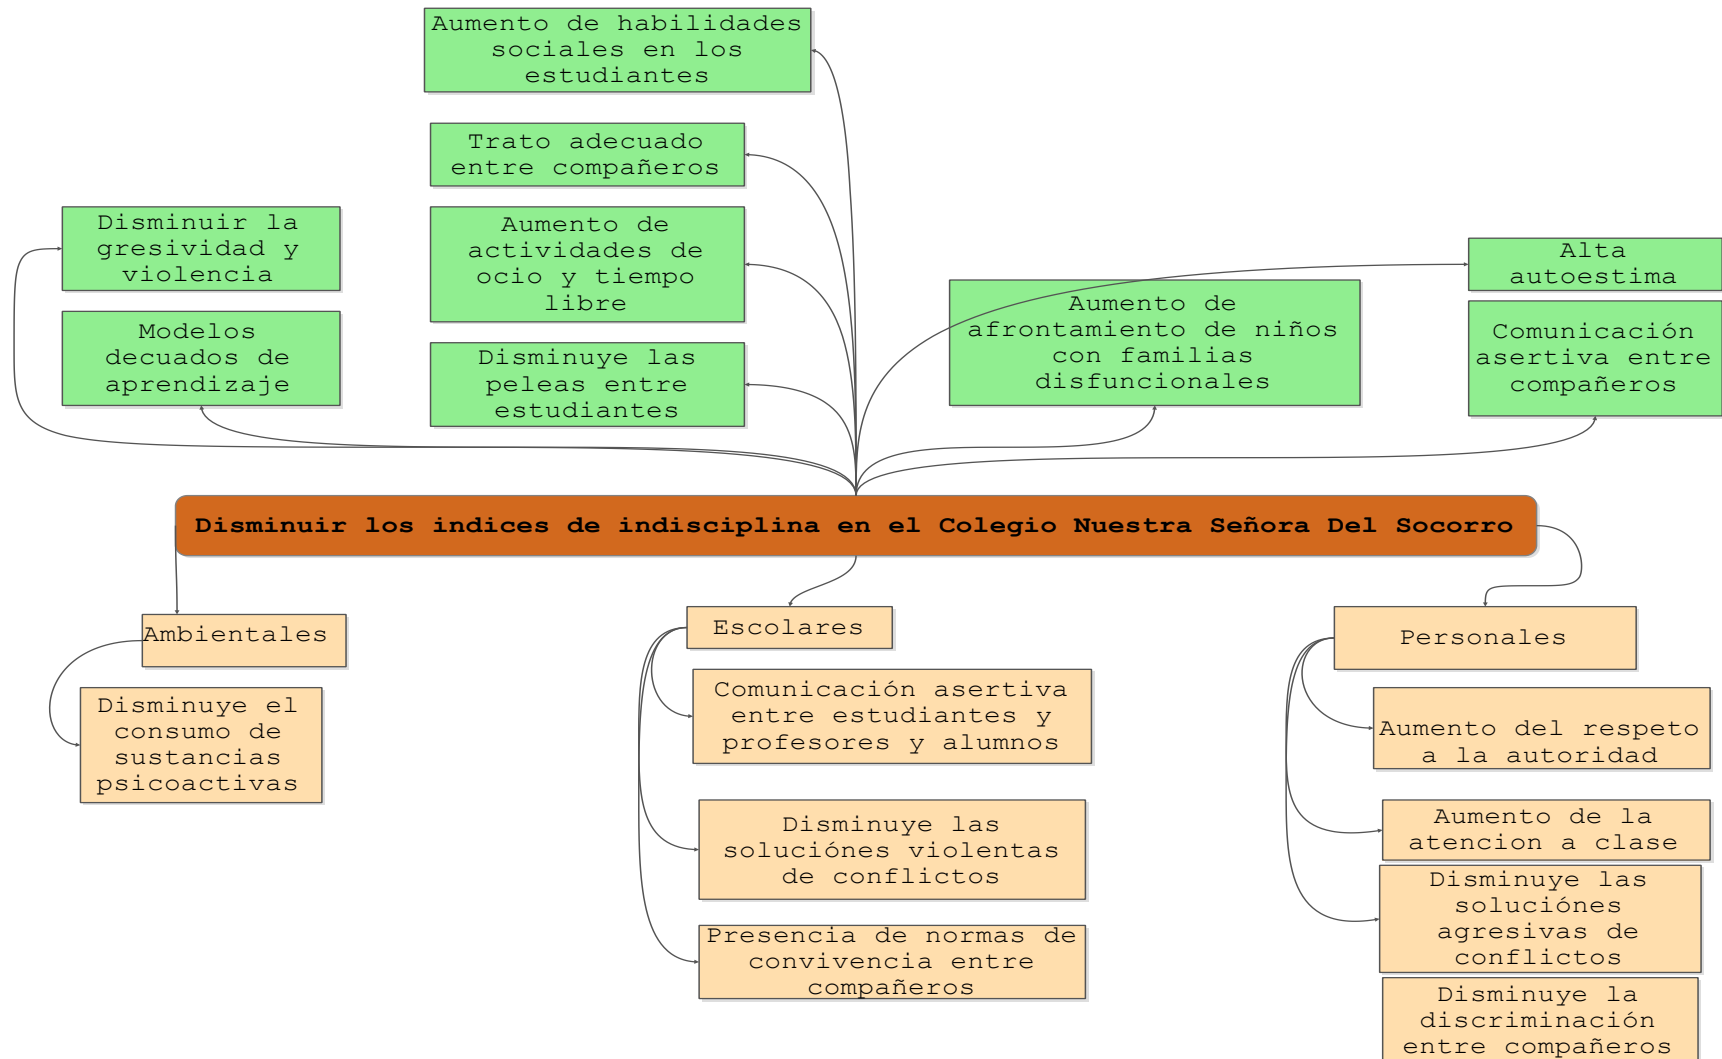 Aumento de habilidades
sociales en los
estudiantes
Trato adecuado
entre compañeros
Disminuir la
gresividad y
violencia
Aumento de
actividades de
ocio y tiempo
libre
Alta
autoestima
Aumento de
afrontamiento de niños
con familias
disfuncionales
Comunicación
asertiva entre
compañeros
Modelos
decuados de
aprendizaje
Disminuye las
peleas entre
estudiantes
Disminuir los indices de indisciplina en el Colegio Nuestra Señora Del Socorro
Ambientales
Disminuye el
consumo de
sustancias
psicoactivas
Escolares
Comunicación asertiva
entre estudiantes y
profesores y alumnos
Disminuye las
soluciónes violentas
de conflictos
Presencia de normas de
convivencia entre
compañeros
Personales
Aumento del respeto
a la autoridad
Aumento de la
atencion a clase
Disminuye las
soluciónes
agresivas de
conflictos
Disminuye la
discriminación
entre compañeros